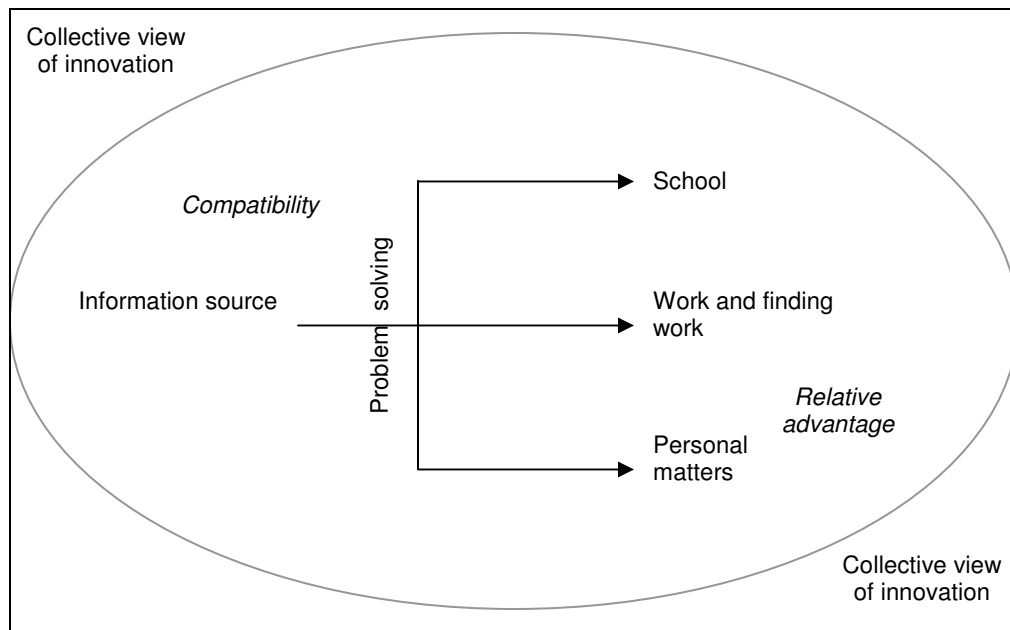 Collective view
of innovation
School
Compatibility
Problem solving
Information source
Work and finding
work
Relative
advantage
Personal
matters
Collective view
of innovation